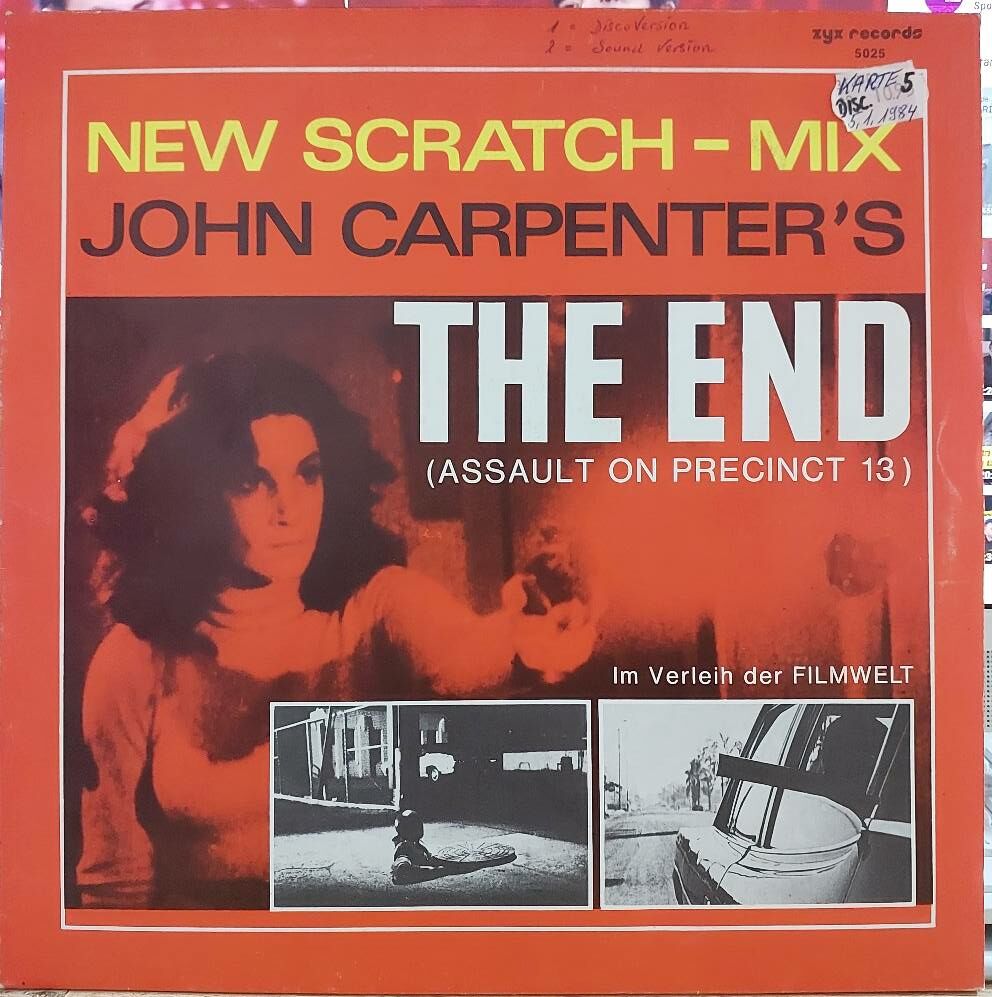 1 = Disco Version
2 = Sound Version
zyx records
5025
KARTE 5
DISC.
5.1.1984
NEW SCRATCH - MIX
JOHN CARPENTER'S
THE END
(ASSAULT ON PRECINCT 13)
Im Verleih der FILMWELT